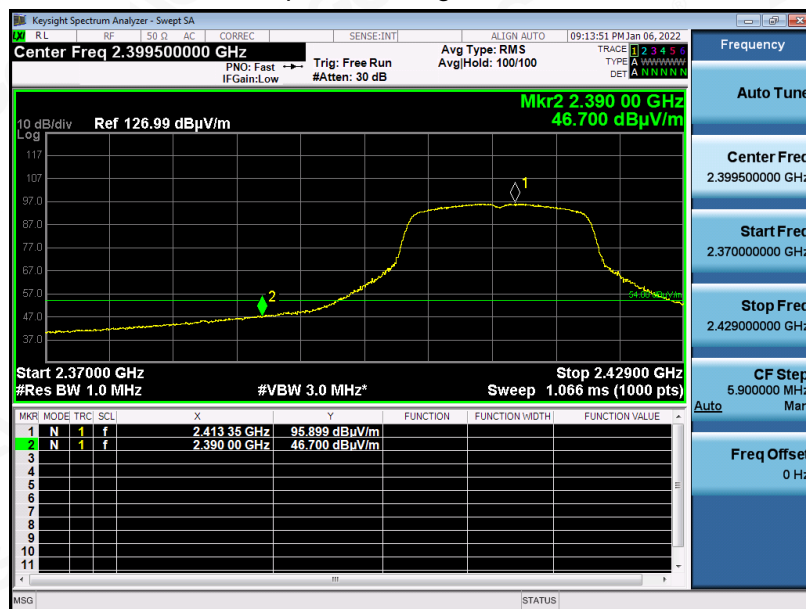 Keysight Spectrum Analyzer - Swept SA
LXI RL RF 50 Ω AC CORREC SENSE:INT ALIGN AUTO 09:13:51 PM Jan 06, 2022
Center Freq 2.399500000 GHz
PNO: Fast
IFGain:Low
Trig: Free Run
#Atten: 30 dB
Avg Type: RMS
Avg|Hold: 100/100
TRACE 1 2 3 4 5 6
TYPE A WWWWW
DET A N N N N N
Mkr2 2.390 00 GHz
46.700 dBµV/m
10 dB/div Ref 126.99 dBµV/m
Log
117
107
97.0
87.0
77.0
67.0
57.0
47.0
37.0
1
2
54.00 dBµV/m
Start 2.37000 GHz Stop 2.42900 GHz
#Res BW 1.0 MHz #VBW 3.0 MHz* Sweep 1.066 ms (1000 pts)
MKR MODE TRC SCL X Y FUNCTION FUNCTION WIDTH FUNCTION VALUE
1 N 1 f 2.413 35 GHz 95.899 dBµV/m
2 N 1 f 2.390 00 GHz 46.700 dBµV/m
3
4
5
6
7
8
9
10
11
MSG STATUS
Frequency
Auto Tune
Center Freq
2.399500000 GHz
Start Freq
2.370000000 GHz
Stop Freq
2.429000000 GHz
CF Step
5.900000 MHz
Auto Man
Freq Offset
0 Hz